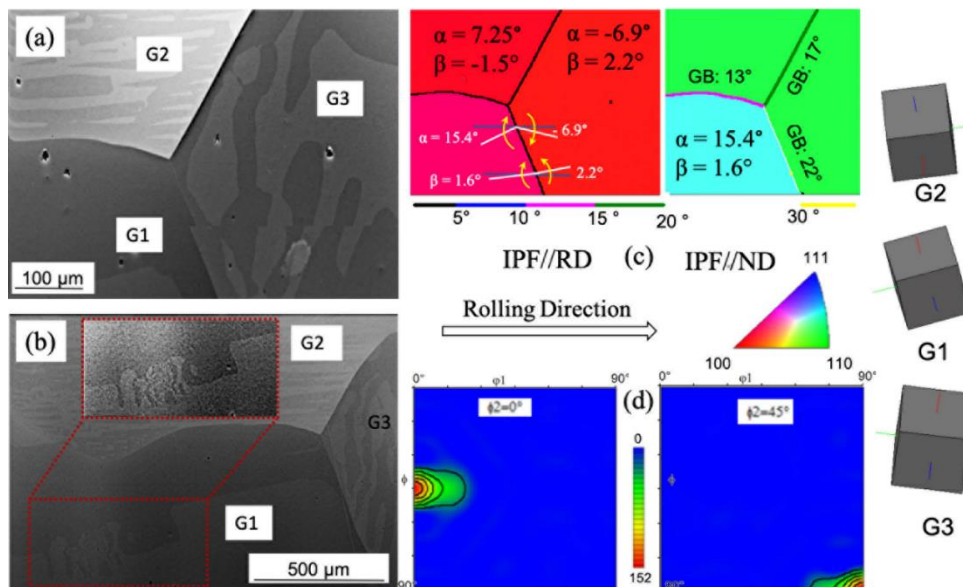 (a)
G2
G3
G1
100 µm
(b)
G2
G3
G1
500 µm
α = 7.25°
β = -1.5°
α = -6.9°
β = 2.2°
α = 15.4°
- 6.9°
β = 1.6°
2.2°
GB: 13°
GB: 17°
GB: 22°
α = 15.4°
β = 1.6°
5° 10° 15° 20° 30°
IPF//RD (c) IPF//ND
Rolling Direction
111
100 110
0° φ1 90° 0° φ1 90°
ϕ2=0° (d) ϕ2=45°
ϕ
ϕ
0
152
90° 90°
G2
G1
G3